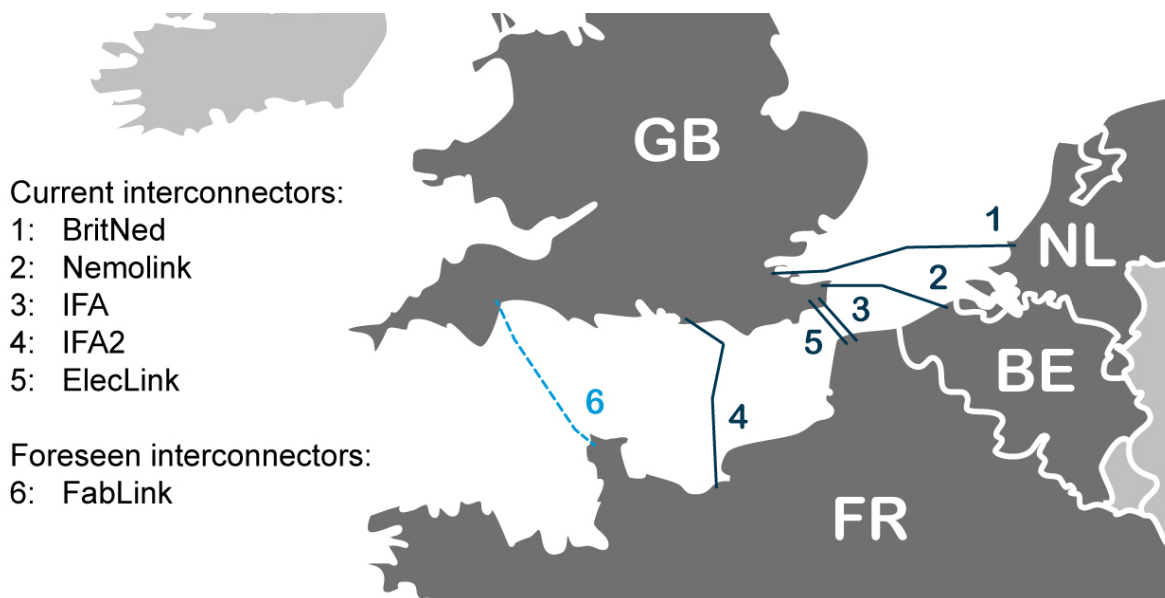 GB
Current interconnectors:
1: BritNed
2: Nemolink
3: IFA
4: IFA2
5: ElecLink
Foreseen interconnectors:
6: FabLink
1
NL
2
3
5
BE
6
4
FR